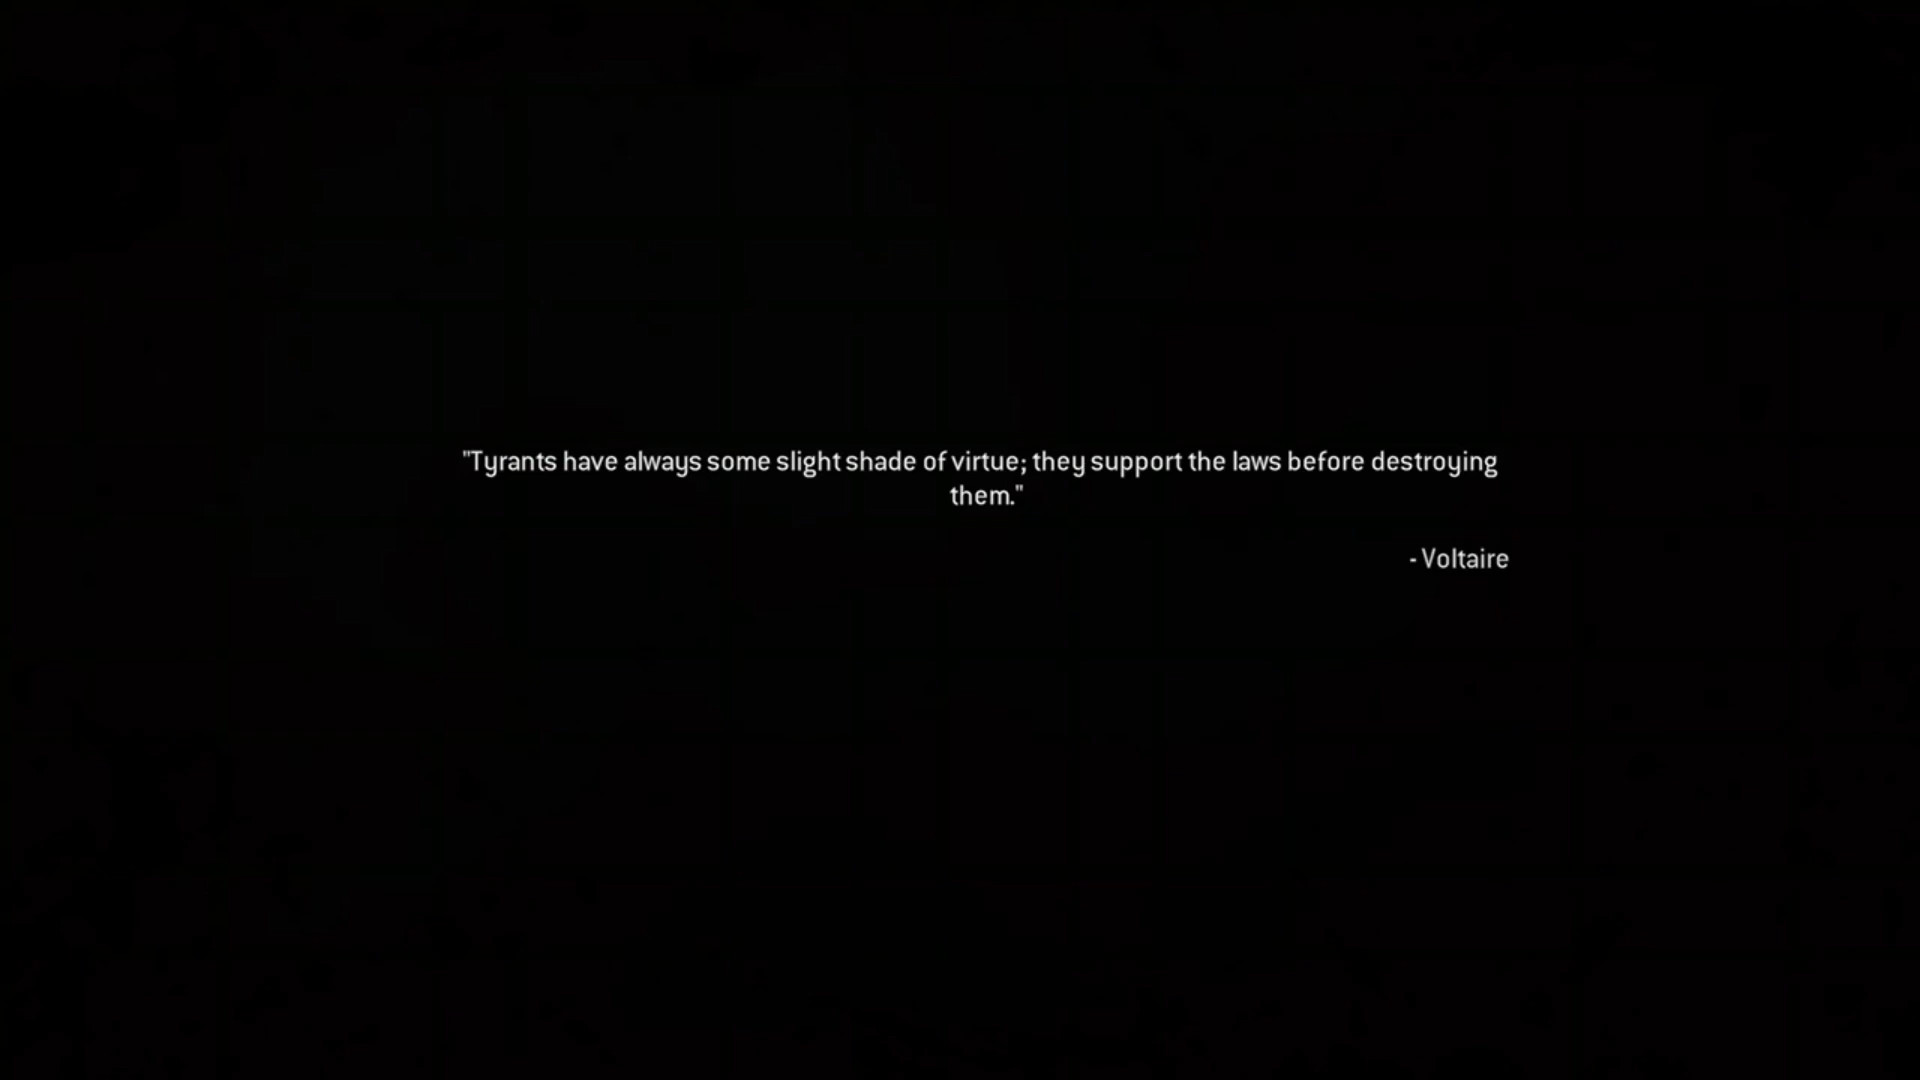 "Tyrants have always some slight shade of virtue; they support the laws before destroying
them."
- Voltaire